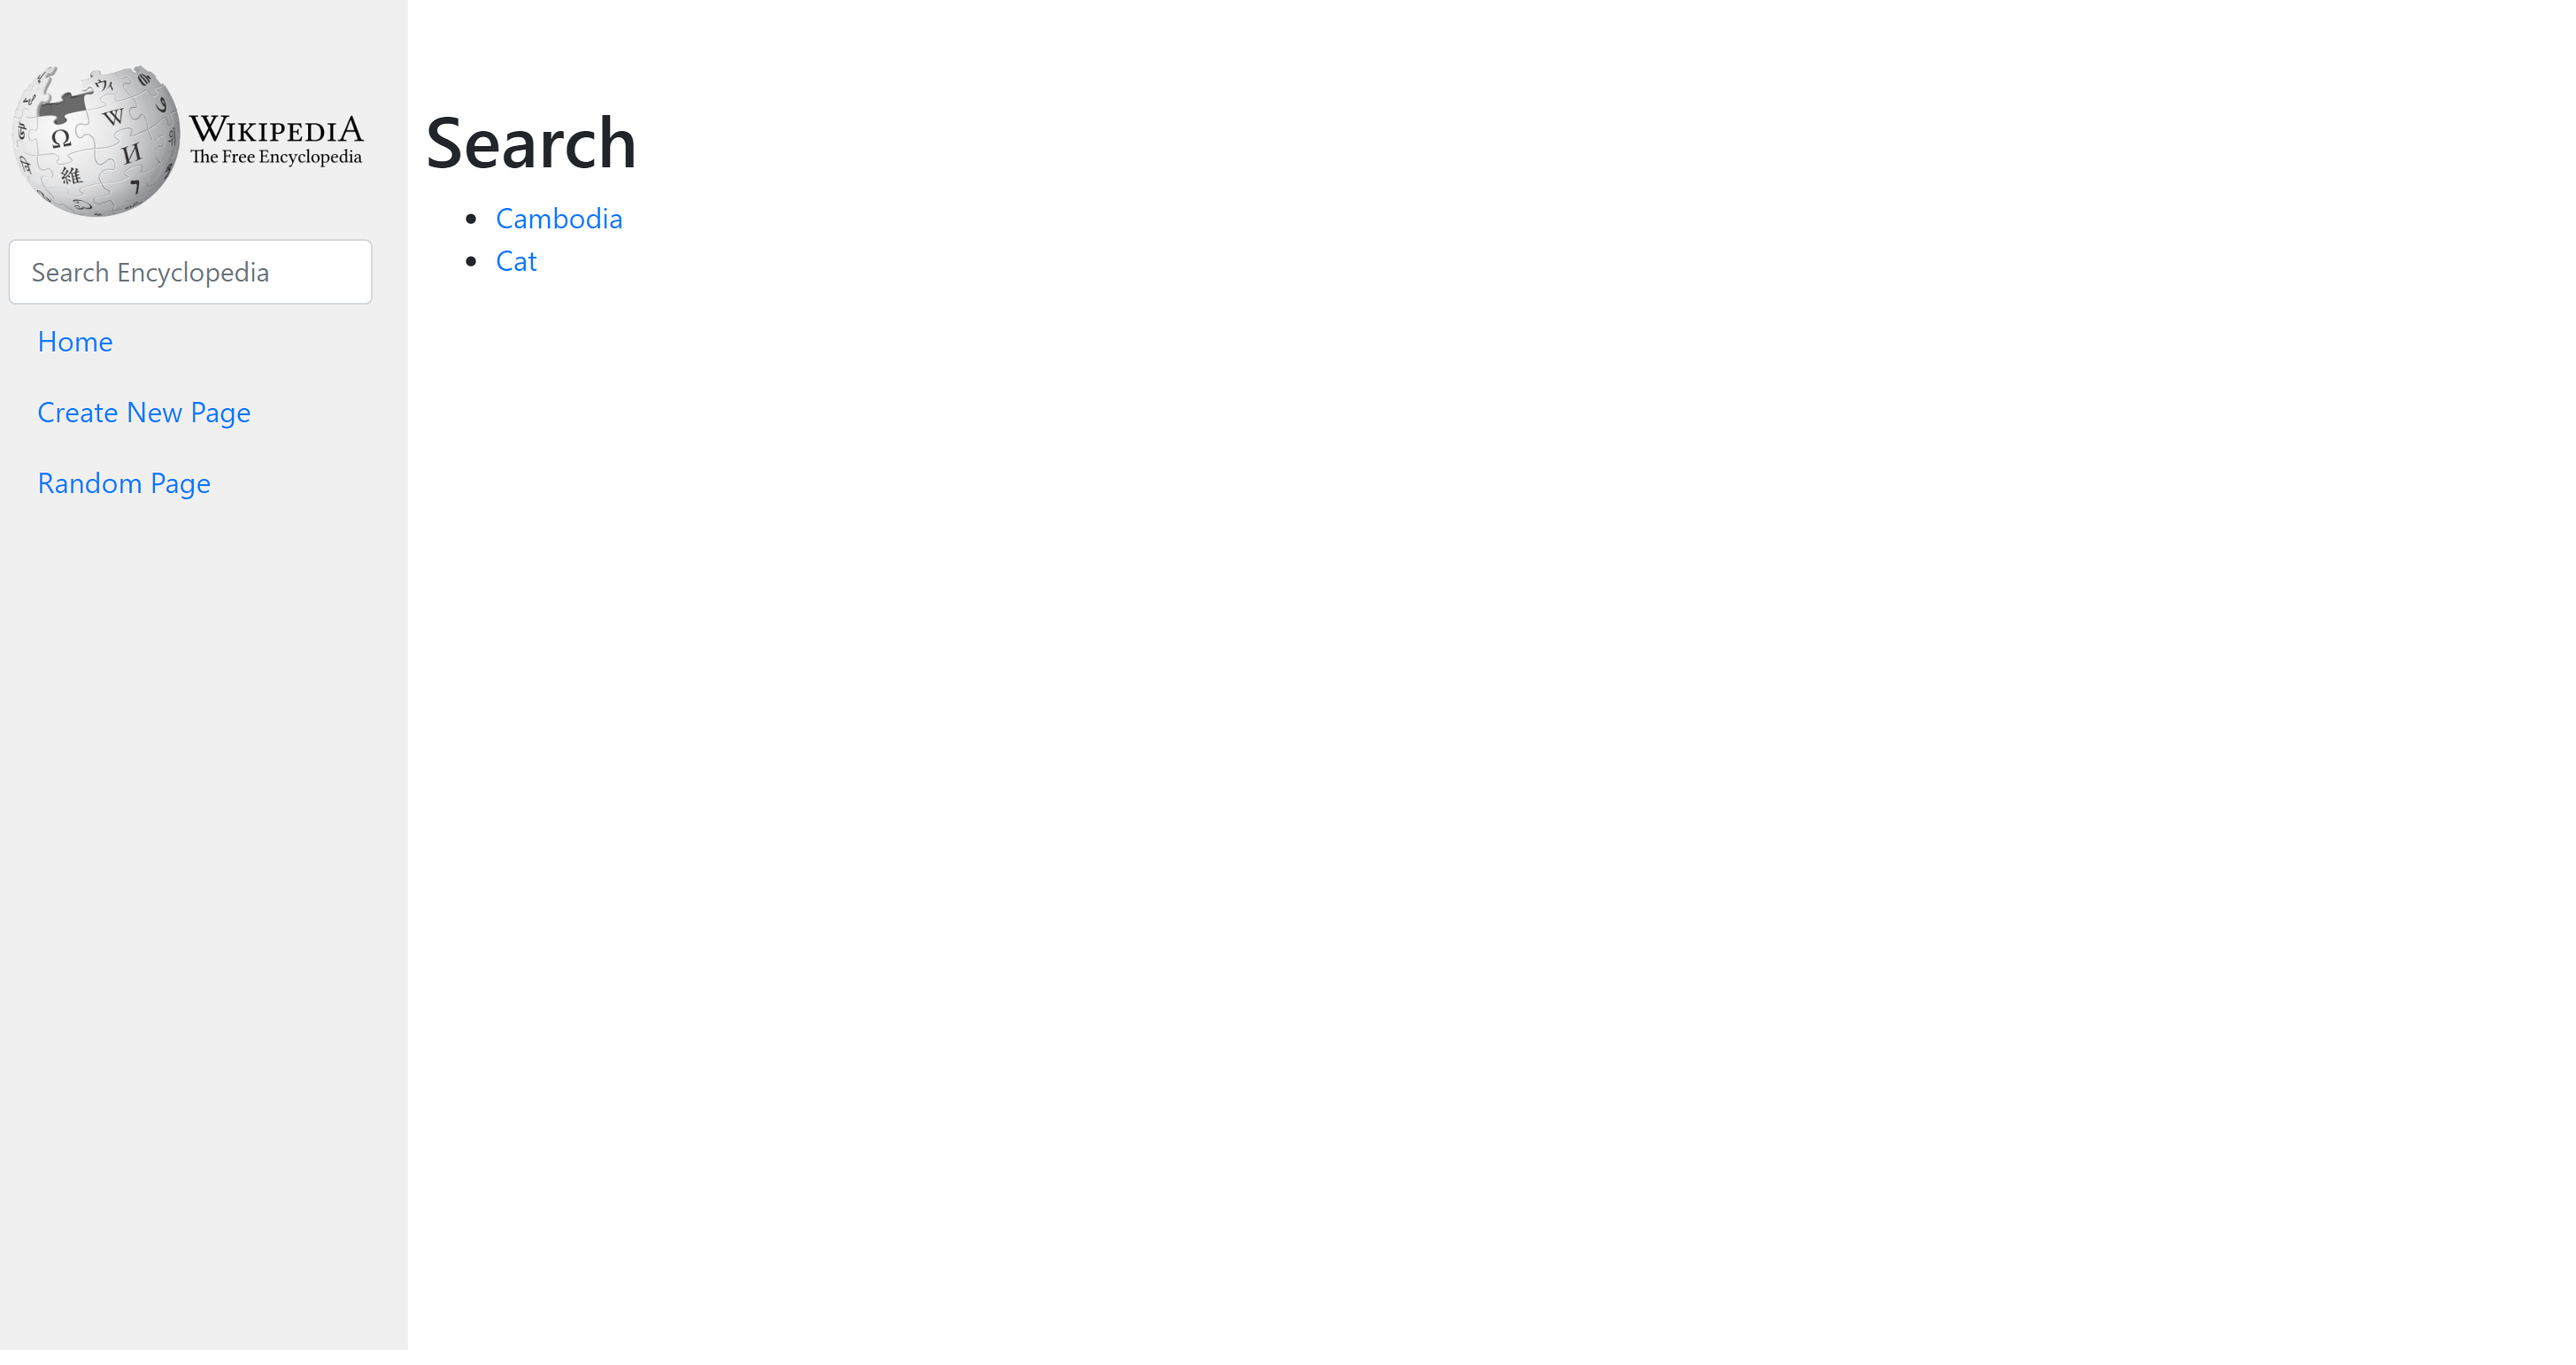 WIKIPEDIA
The Free Encyclopedia
Search Encyclopedia
Home
Create New Page
Random Page
Search
Cambodia
Cat